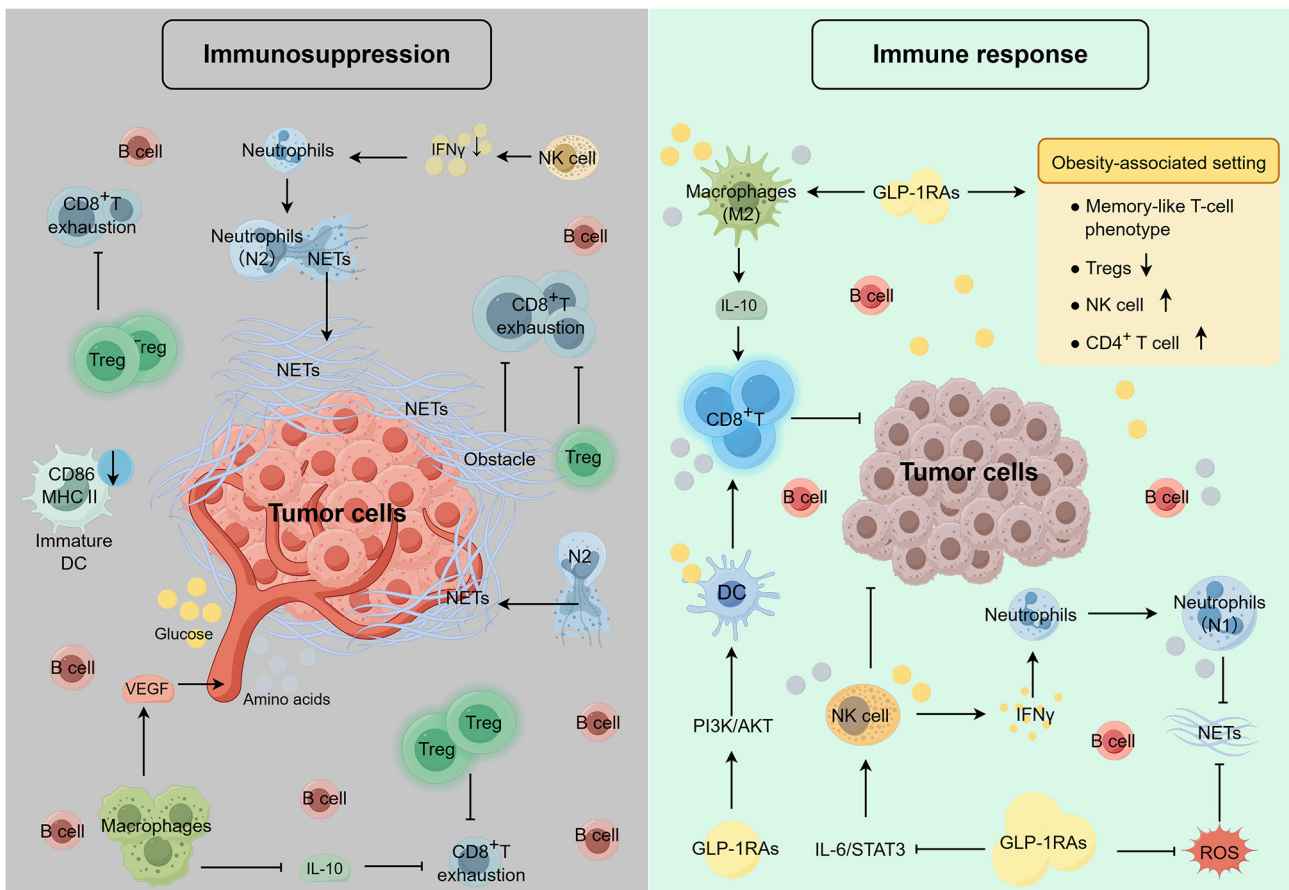 Immunosuppression
B cell
Neutrophils
IFNγ ↓
NK cell
CD8⁺T
exhaustion
Neutrophils
(N2)
NETs
B cell
CD8⁺T
exhaustion
Treg
Treg
NETs
NETs
Obstacle
Treg
CD86
MHC II
Immature
DC
Tumor cells
N2
NETs
Glucose
Amino acids
B cell
VEGF
Treg
Treg
B cell
B cell
Macrophages
B cell
IL-10
CD8⁺T
exhaustion
B cell
Immune response
Macrophages
(M2)
GLP-1RAs
Obesity-associated setting
● Memory-like T-cell
phenotype
● Tregs ↓
● NK cell ↑
● CD4⁺ T cell ↑
IL-10
B cell
CD8⁺T
Tumor cells
B cell
B cell
DC
Neutrophils
Neutrophils
(N1)
PI3K/AKT
NK cell
IFNγ
B cell
NETs
GLP-1RAs
IL-6/STAT3
GLP-1RAs
ROS